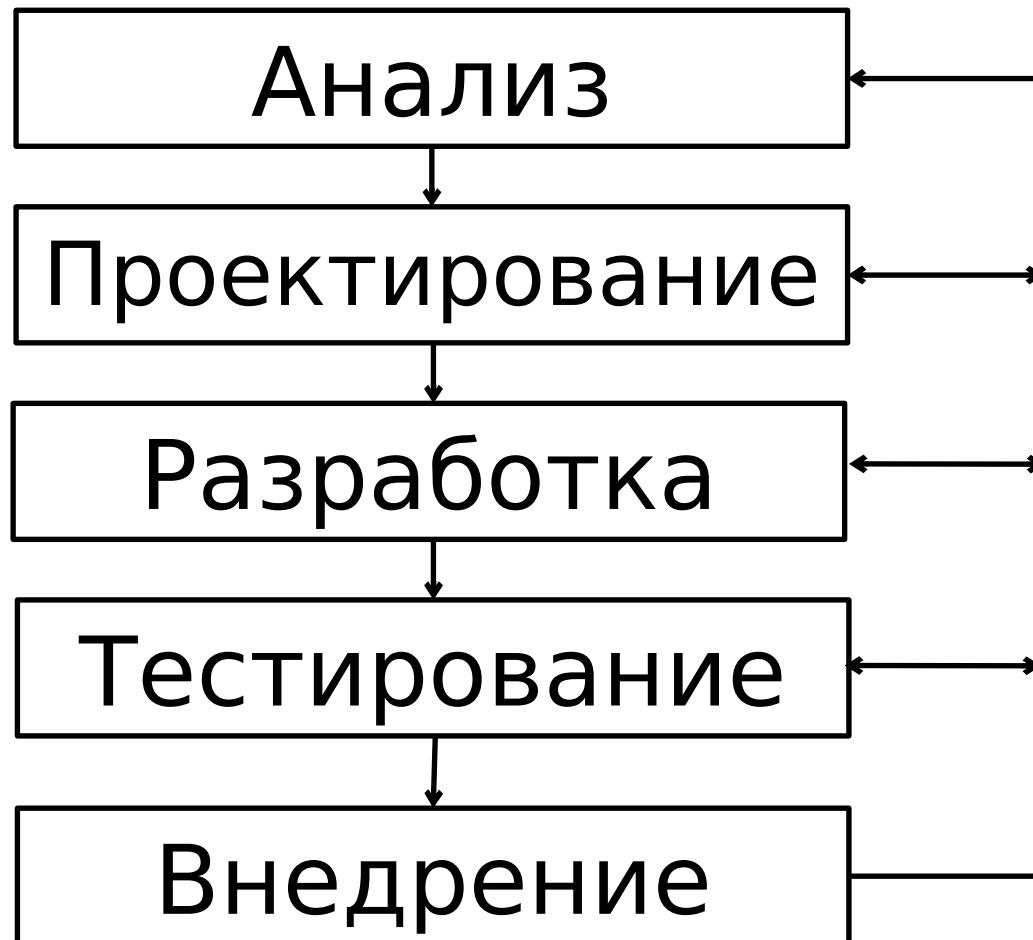 Анализ
Проектирование
Разработка
Тестирование
Внедрение